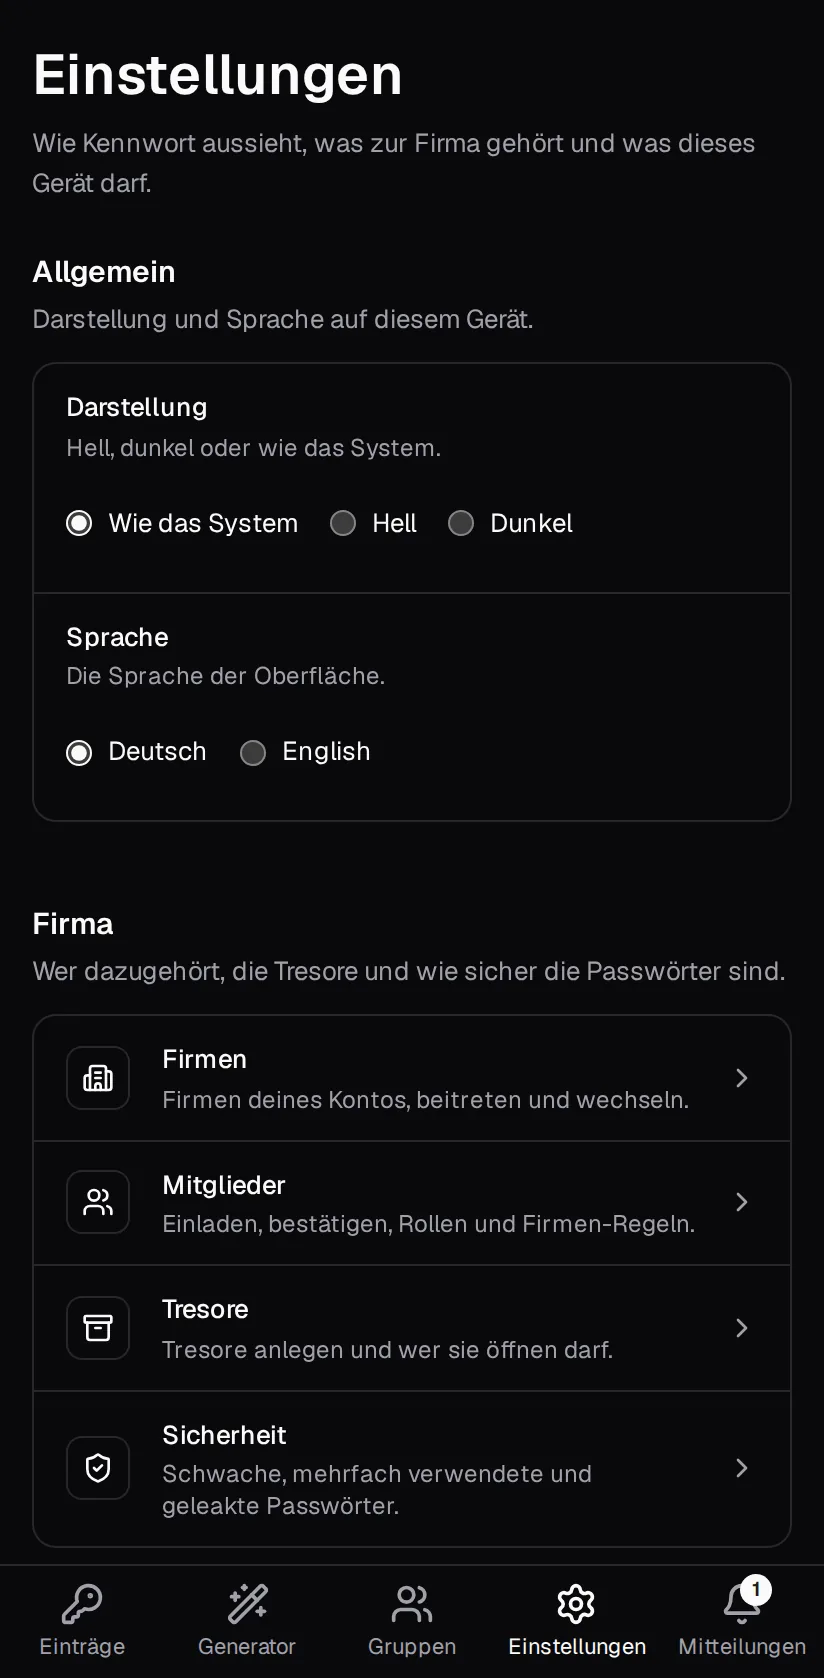 Einstellungen
Wie Kennwort aussieht, was zur Firma gehört und was dieses
Gerät darf.
Allgemein
Darstellung und Sprache auf diesem Gerät.
Darstellung
Hell, dunkel oder wie das System.
Wie das System
Hell
Dunkel
Sprache
Die Sprache der Oberfläche.
Deutsch
English
Firma
Wer dazugehört, die Tresore und wie sicher die Passwörter sind.
Firmen
Firmen deines Kontos, beitreten und wechseln.
Mitglieder
Einladen, bestätigen, Rollen und Firmen-Regeln.
Tresore
Tresore anlegen und wer sie öffnen darf.
Sicherheit
Schwache, mehrfach verwendete und
geleakte Passwörter.
1
Einträge
Generator
Gruppen
Einstellungen
Mitteilungen